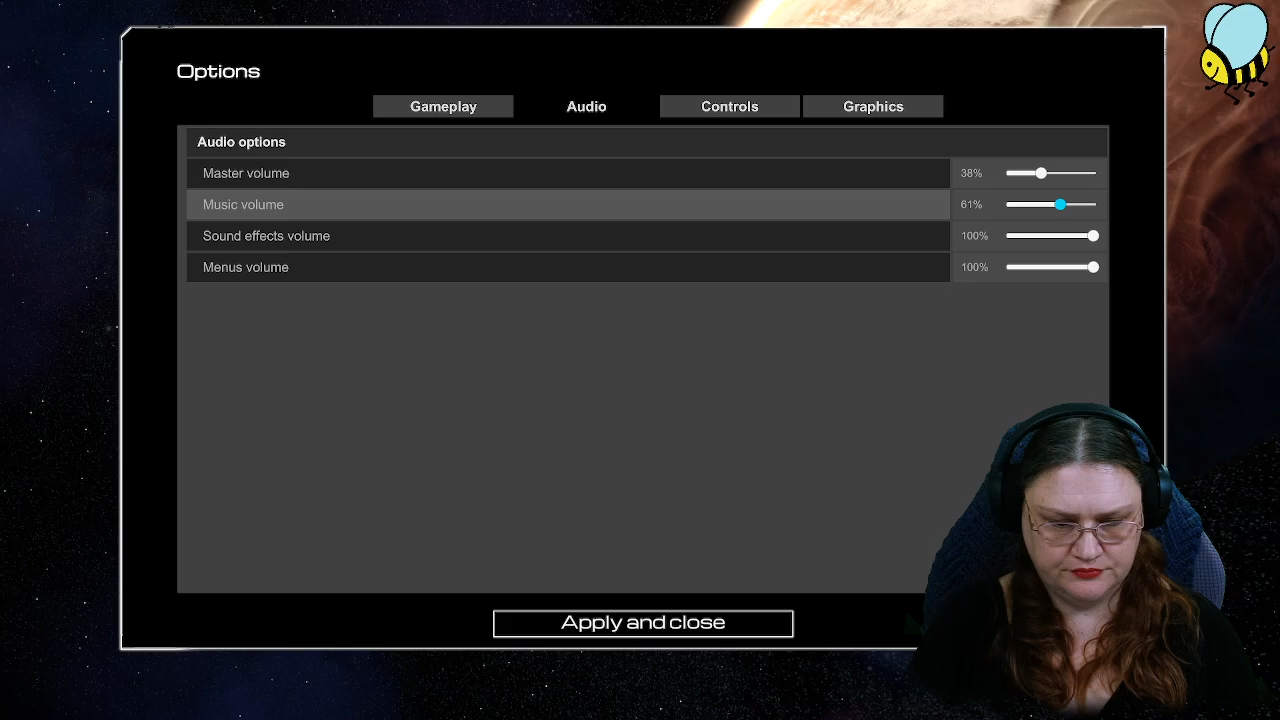 Options
Gameplay
Audio
Controls
Graphics
Audio options
Master volume
38%
Music volume
61%
Sound effects volume
100%
Menus volume
100%
Apply and close